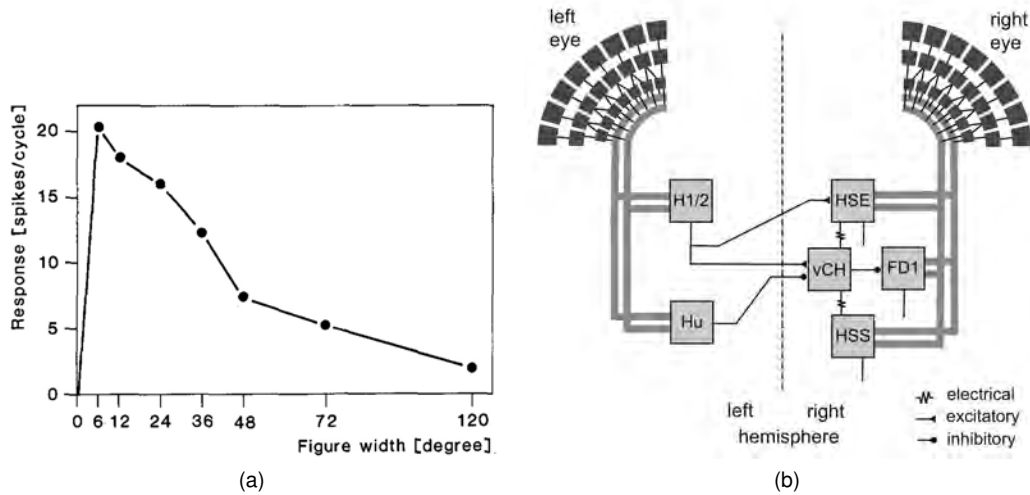 Response [spikes/cycle]
20
15
10
5
0
0 6 12 24 36 48 72 120
Figure width [degree]
(a)
left
eye
right
eye
H1/2
HSE
vCH
FD1
Hu
HSS
left right
hemisphere
electrical
excitatory
inhibitory
(b)